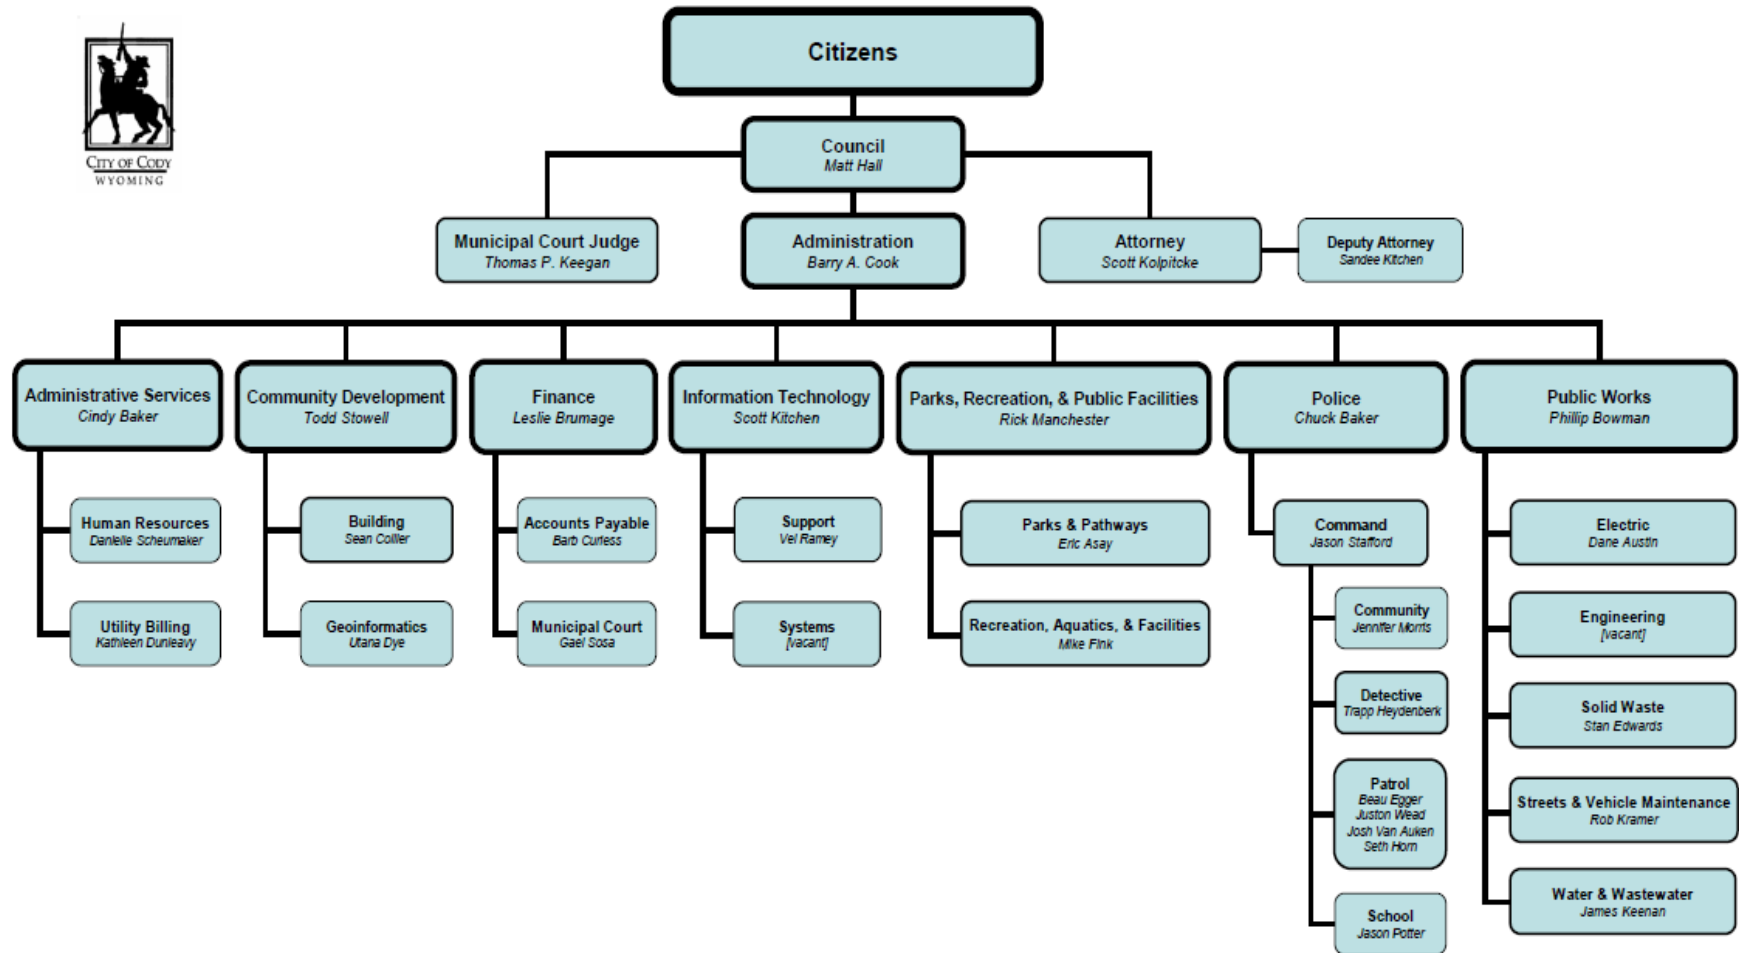 CITY OF CODY
WYOMING
Citizens
Council
Matt Hall
Municipal Court Judge
Thomas P. Keegan
Administration
Barry A. Cook
Attorney
Scott Kolpitcke
Deputy Attorney
Sandee Kitchen
Administrative Services
Cindy Baker
Community Development
Todd Stowell
Finance
Leslie Brumage
Information Technology
Scott Kitchen
Parks, Recreation, & Public Facilities
Rick Manchester
Police
Chuck Baker
Public Works
Phillip Bowman
Human Resources
Danielle Scheumaker
Utility Billing
Kathleen Dunleavy
Building
Sean Collier
Geoinformatics
Utana Dye
Accounts Payable
Barb Curless
Municipal Court
Gael Sosa
Support
Vel Ramey
Systems
[vacant]
Parks & Pathways
Eric Asay
Recreation, Aquatics, & Facilities
Mike Fink
Command
Jason Stafford
Community
Jennifer Morris
Detective
Trapp Heydenberk
Patrol
Beau Egger
Juston Wead
Josh Van Auken
Seth Horn
School
Jason Potter
Electric
Dane Austin
Engineering
[vacant]
Solid Waste
Stan Edwards
Streets & Vehicle Maintenance
Rob Kramer
Water & Wastewater
James Keenan